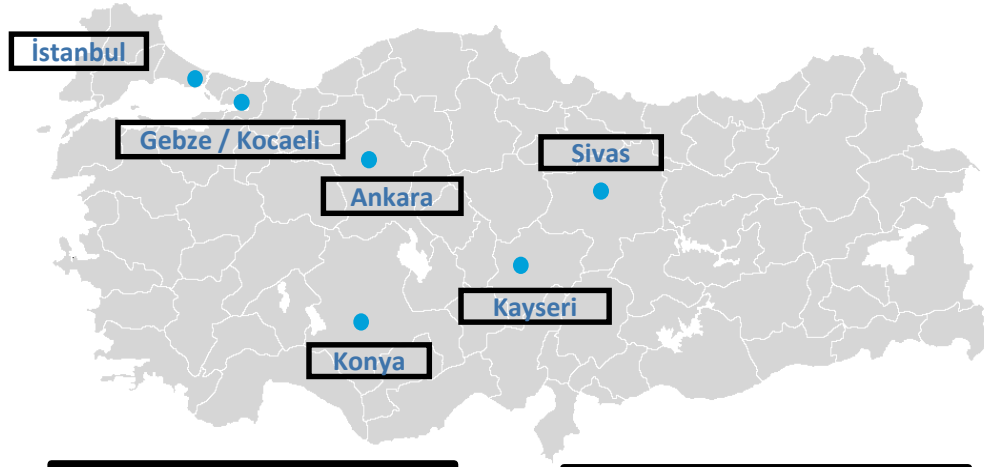 İstanbul
Gebze / Kocaeli
Sivas
Ankara
Kayseri
Konya